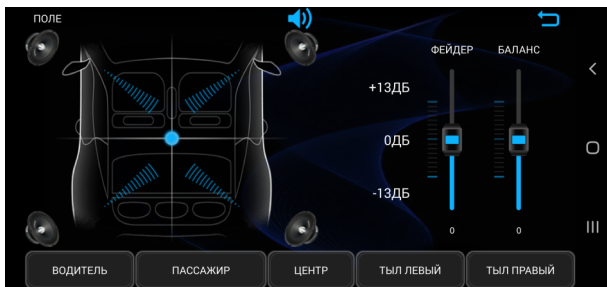 ПОЛЕ
ФЕЙДЕР БАЛАНС
+13ДБ
0ДБ
-13ДБ
0 0
ВОДИТЕЛЬ ПАССАЖИР ЦЕНТР ТЫЛ ЛЕВЫЙ ТЫЛ ПРАВЫЙ